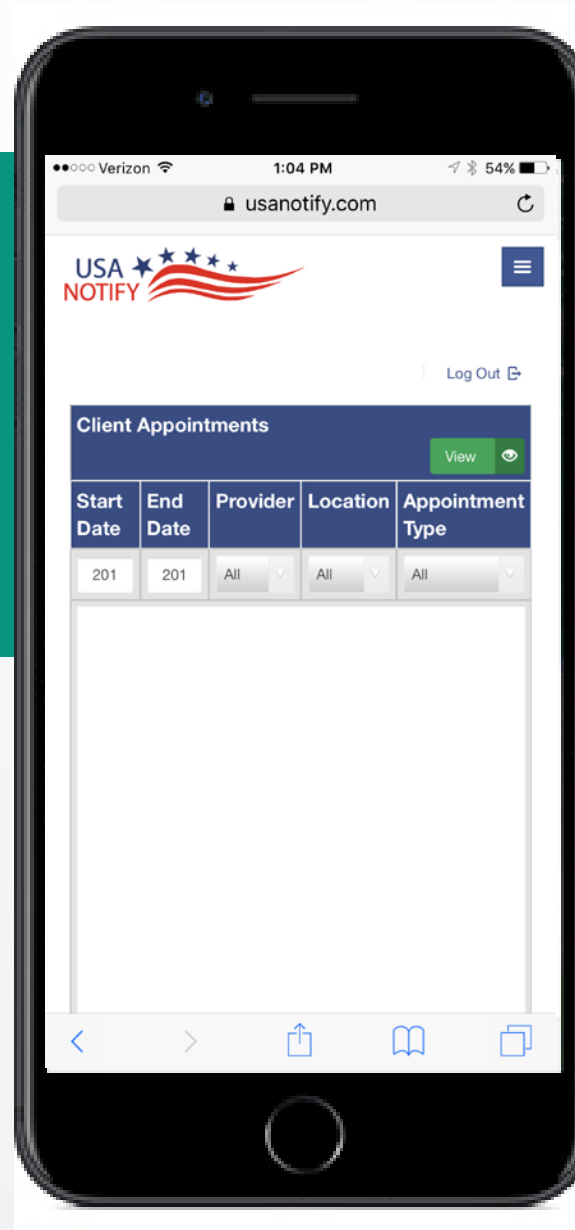 Verizon 1:04 PM 54%
usanotify.com
USA
NOTIFY
Log Out
Client Appointments
View
Start Date End Date Provider Location Appointment Type
201 201 All All All